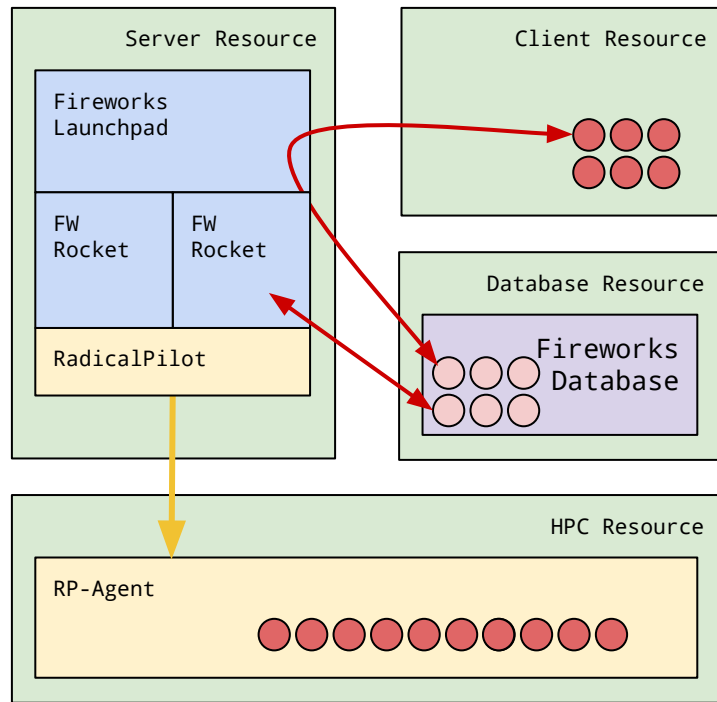 Server Resource
Fireworks
Launchpad
FW
Rocket
FW
Rocket
RadicalPilot
Client Resource
Database Resource
Fireworks
Database
HPC Resource
RP-Agent